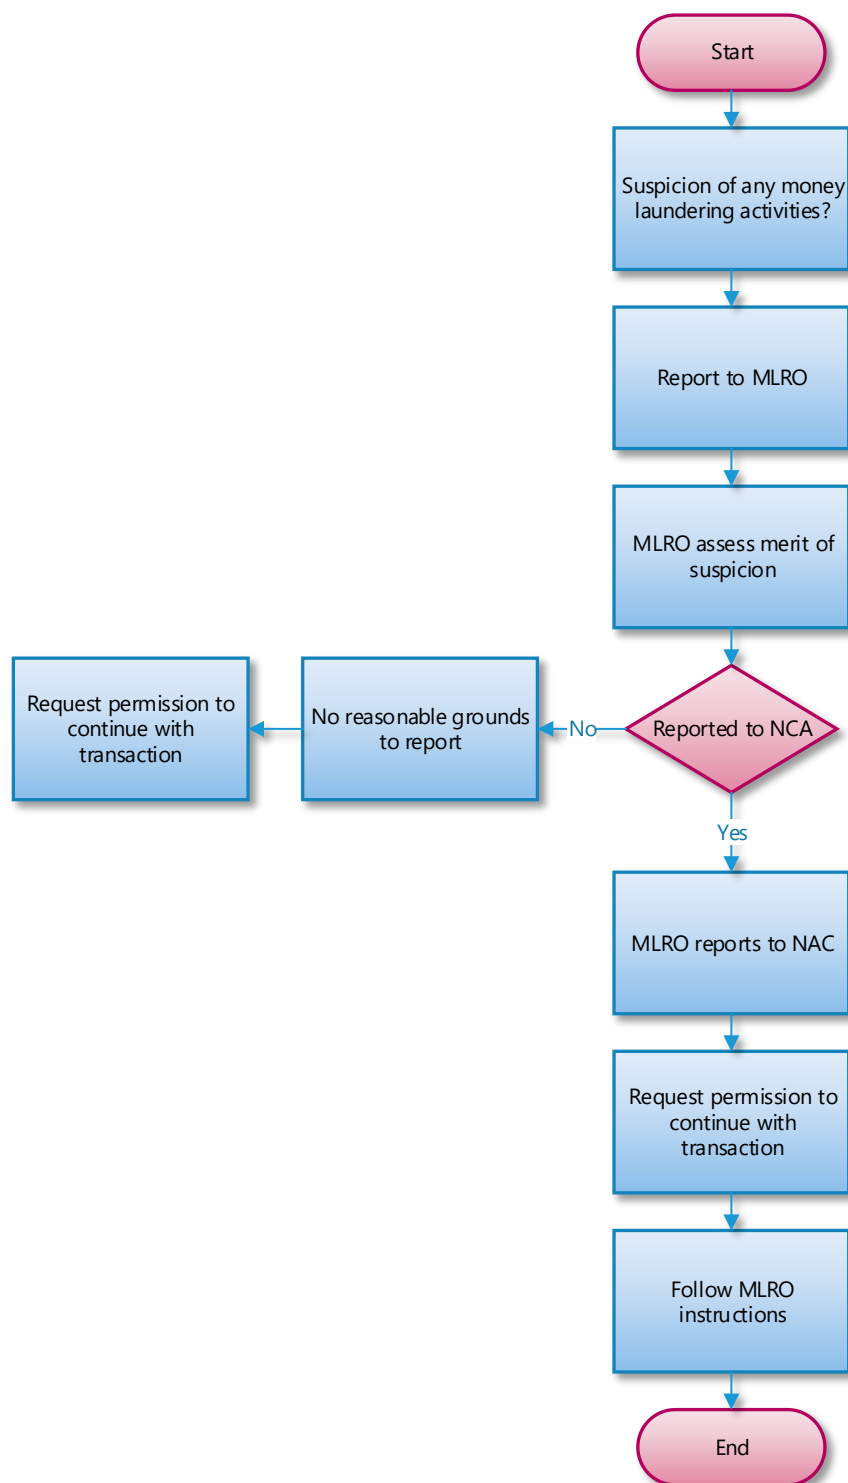 Start
Suspicion of any money
laundering activities?
Report to MLRO
MLRO assess merit of
suspicion
Reported to NCA
No
No reasonable grounds
to report
Request permission to
continue with
transaction
Yes
MLRO reports to NAC
Request permission to
continue with
transaction
Follow MLRO
instructions
End